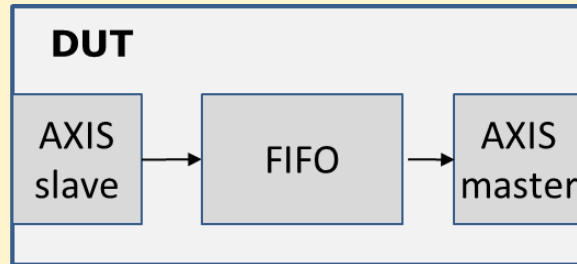 DUT
AXIS
slave
FIFO
AXIS
master